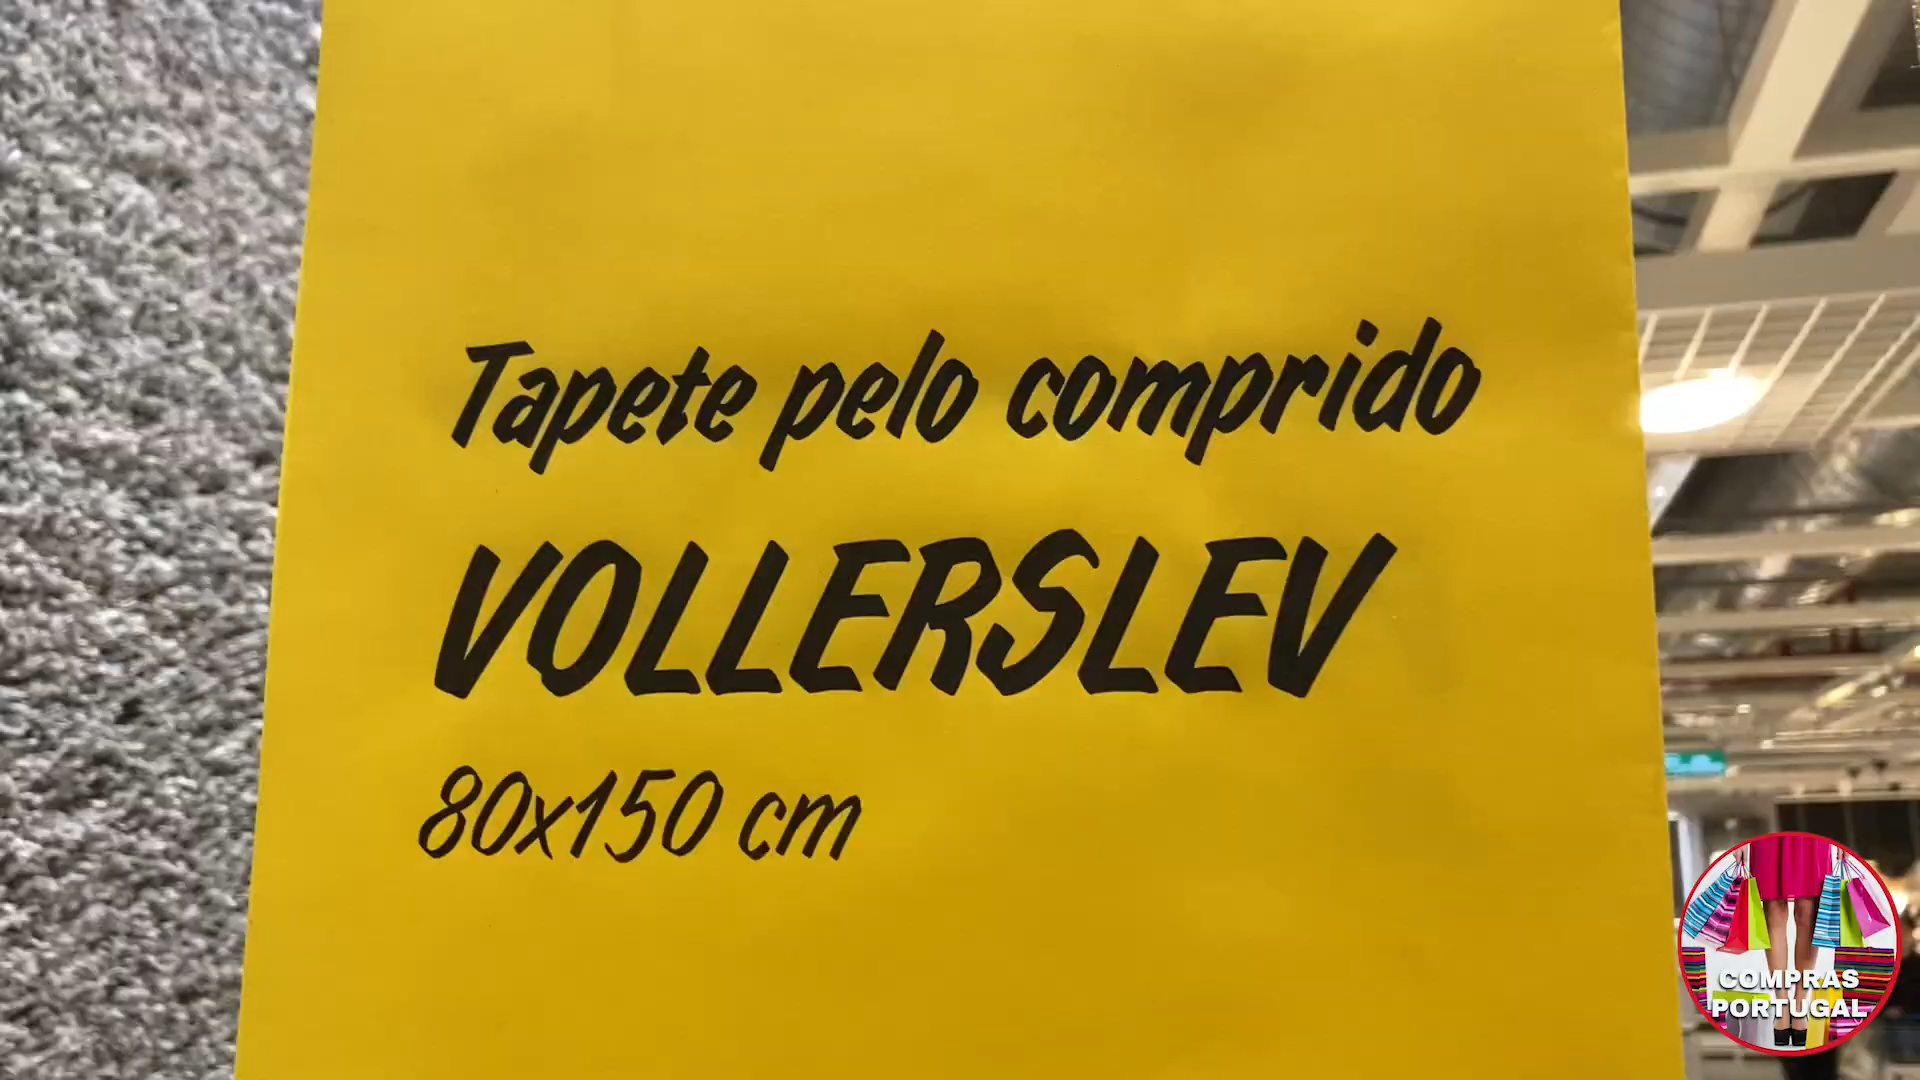 Tapete pelo comprido
VOLLERSLEV
80x150 cm
COMPRAS
PORTUGAL